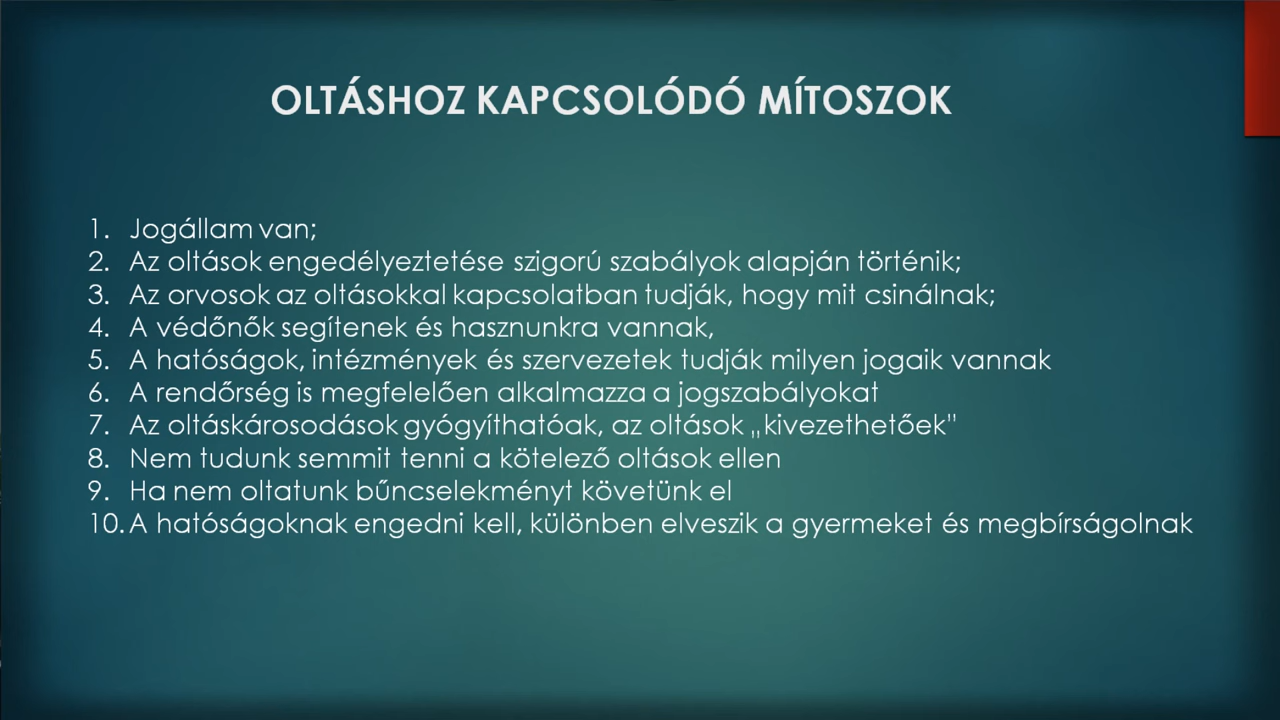 OLTÁSHOZ KAPCSOLÓDÓ MÍTOSZOK
1. Jogállam van;
2. Az oltások engedélyeztetése szigorú szabályok alapján történik;
3. Az orvosok az oltásokkal kapcsolatban tudják, hogy mit csinálnak;
4. A védőnők segítenek és hasznunkra vannak,
5. A hatóságok, intézmények és szervezetek tudják milyen jogaik vannak
6. A rendőrség is megfelelően alkalmazza a jogszabályokat
7. Az oltáskárosodások gyógyíthatóak, az oltások „kivezethetőek"
8. Nem tudunk semmit tenni a kötelező oltások ellen
9. Ha nem oltatunk bűncselekményt követünk el
10. A hatóságoknak engedni kell, különben elveszik a gyermeket és megbírságolnak